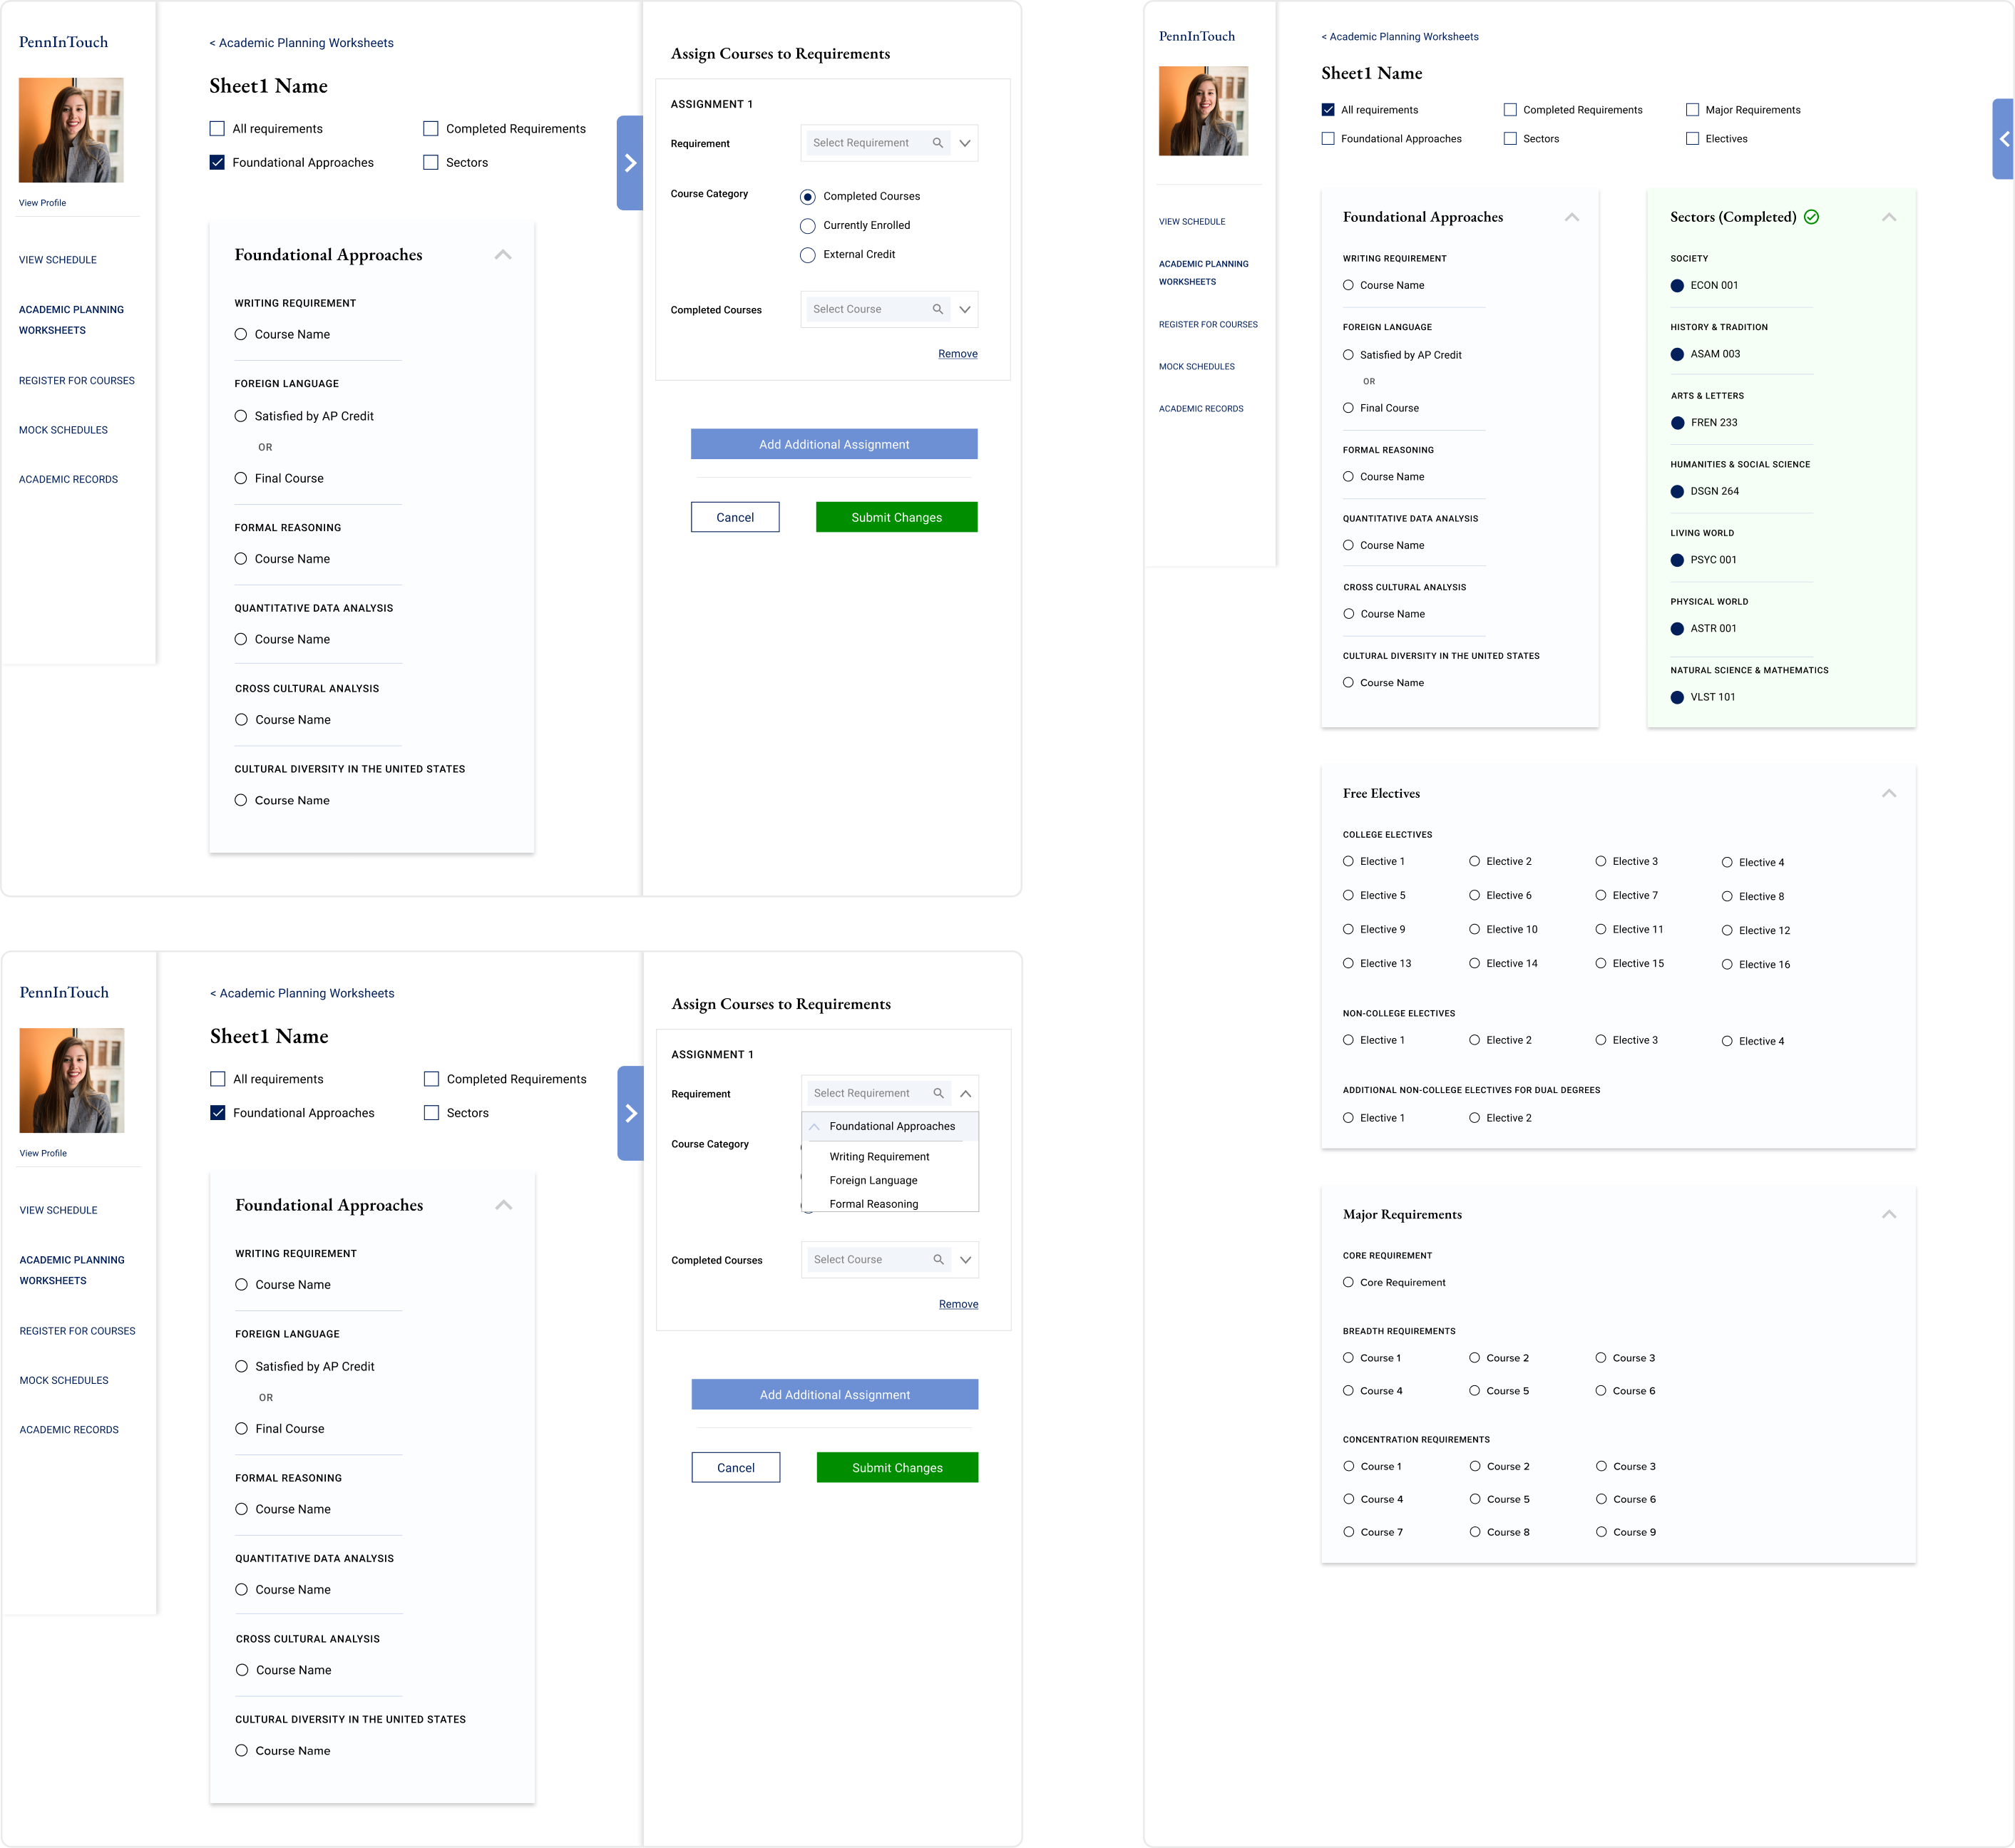 PennInTouch
View Profile
VIEW SCHEDULE
ACADEMIC PLANNING
WORKSHEETS
REGISTER FOR COURSES
MOCK SCHEDULES
ACADEMIC RECORDS
< Academic Planning Worksheets
Sheet1 Name
All requirements
Completed Requirements
Foundational Approaches
Sectors
Foundational Approaches
WRITING REQUIREMENT
Course Name
FOREIGN LANGUAGE
Satisfied by AP Credit
OR
Final Course
FORMAL REASONING
Course Name
QUANTITATIVE DATA ANALYSIS
Course Name
CROSS CULTURAL ANALYSIS
Course Name
CULTURAL DIVERSITY IN THE UNITED STATES
Course Name
Assign Courses to Requirements
ASSIGNMENT 1
Requirement
Select Requirement
Course Category
Completed Courses
Currently Enrolled
External Credit
Completed Courses
Select Course
Remove
Add Additional Assignment
Cancel
Submit Changes
PennInTouch
View Profile
VIEW SCHEDULE
ACADEMIC PLANNING
WORKSHEETS
REGISTER FOR COURSES
MOCK SCHEDULES
ACADEMIC RECORDS
< Academic Planning Worksheets
Sheet1 Name
All requirements
Completed Requirements
Foundational Approaches
Sectors
Foundational Approaches
WRITING REQUIREMENT
Course Name
FOREIGN LANGUAGE
Satisfied by AP Credit
OR
Final Course
FORMAL REASONING
Course Name
QUANTITATIVE DATA ANALYSIS
Course Name
CROSS CULTURAL ANALYSIS
Course Name
CULTURAL DIVERSITY IN THE UNITED STATES
Course Name
Assign Courses to Requirements
ASSIGNMENT 1
Requirement
Select Requirement
Foundational Approaches
Writing Requirement
Foreign Language
Formal Reasoning
Course Category
Completed Courses
Select Course
Remove
Add Additional Assignment
Cancel
Submit Changes
PennInTouch
VIEW SCHEDULE
ACADEMIC PLANNING
WORKSHEETS
REGISTER FOR COURSES
MOCK SCHEDULES
ACADEMIC RECORDS
< Academic Planning Worksheets
Sheet1 Name
All requirements
Completed Requirements
Major Requirements
Foundational Approaches
Sectors
Electives
Foundational Approaches
WRITING REQUIREMENT
Course Name
FOREIGN LANGUAGE
Satisfied by AP Credit
OR
Final Course
FORMAL REASONING
Course Name
QUANTITATIVE DATA ANALYSIS
Course Name
CROSS CULTURAL ANALYSIS
Course Name
CULTURAL DIVERSITY IN THE UNITED STATES
Course Name
Sectors (Completed)
SOCIETY
ECON 001
HISTORY & TRADITION
ASAM 003
ARTS & LETTERS
FREN 233
HUMANITIES & SOCIAL SCIENCE
DSGN 264
LIVING WORLD
PSYC 001
PHYSICAL WORLD
ASTR 001
NATURAL SCIENCE & MATHEMATICS
VLST 101
Free Electives
COLLEGE ELECTIVES
Elective 1 Elective 2 Elective 3 Elective 4
Elective 5 Elective 6 Elective 7 Elective 8
Elective 9 Elective 10 Elective 11 Elective 12
Elective 13 Elective 14 Elective 15 Elective 16
NON-COLLEGE ELECTIVES
Elective 1 Elective 2 Elective 3 Elective 4
ADDITIONAL NON-COLLEGE ELECTIVES FOR DUAL DEGREES
Elective 1 Elective 2
Major Requirements
CORE REQUIREMENT
Core Requirement
BREADTH REQUIREMENTS
Course 1 Course 2 Course 3
Course 4 Course 5 Course 6
CONCENTRATION REQUIREMENTS
Course 1 Course 2 Course 3
Course 4 Course 5 Course 6
Course 7 Course 8 Course 9